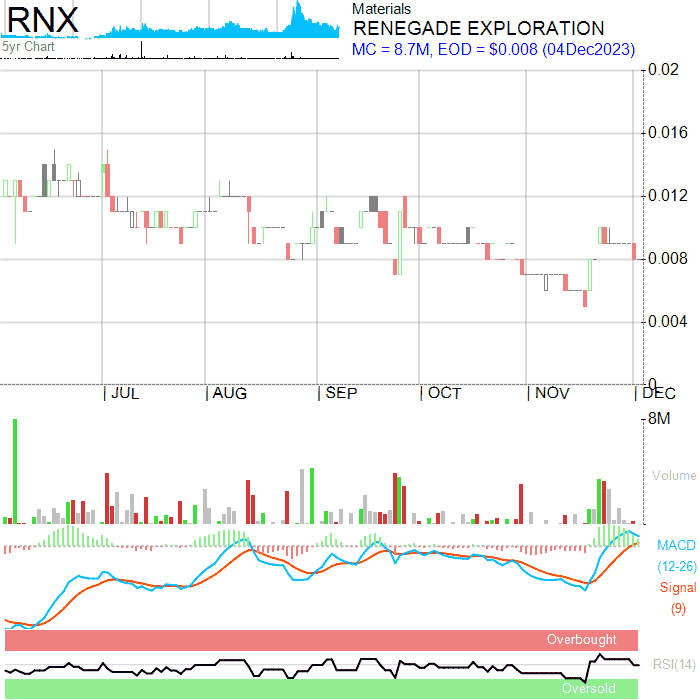 RNX
5yr Chart
Materials
RENEGADE EXPLORATION
MC = 8.7M, EOD = $0.008 (04Dec2023)
0.02
0.016
0.012
0.008
0.004
0
JUL AUG SEP OCT NOV DEC
8M
Volume
MACD
(12-26)
Signal
(9)
Overbought
RSI(14)
Oversold